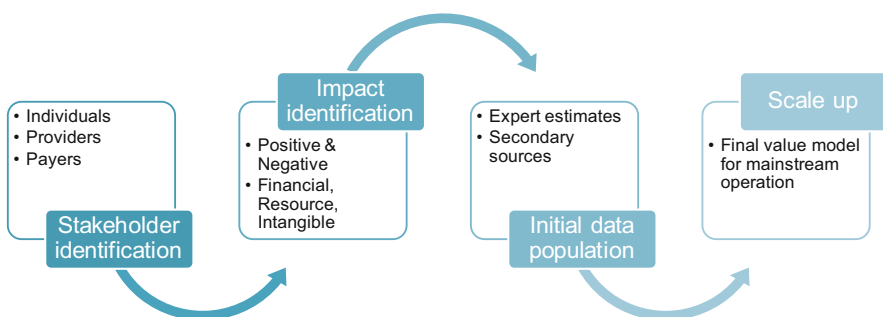 • Individuals
• Providers
• Payers
Stakeholder
identification
Impact
identification
• Positive &
Negative
• Financial,
Resource,
Intangible
• Expert estimates
• Secondary
sources
Initial data
population
Scale up
• Final value model
for mainstream
operation